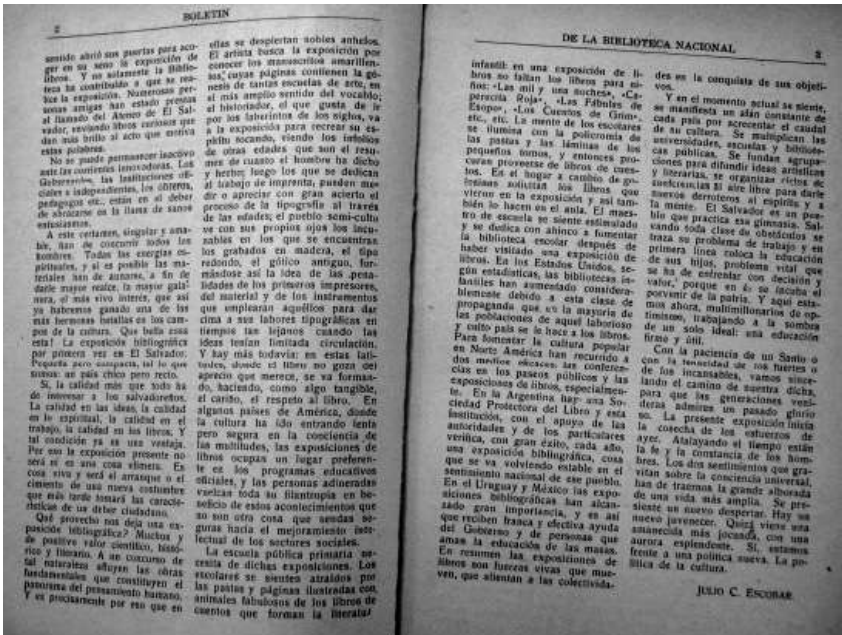 2
BOLETIN
sentido abrió sus puertas para aco-
ger en su seno la exposición de
libros. Y no solamente la Biblio-
teca ha contribuido a que se rea-
lice la exposición. Numerosas per-
sonas amigas han estado prestas
al llamado del Ateneo de El Sal-
vador, enviando libros curiosos que
dan más brillo al acto que motiva
estas palabras.
No se puede permanecer inactivo
ante las corrientes innovadoras. Los
Gobernantes, las instituciones ofi-
ciales a independientes, los obreros,
pedagogos etc., están en el deber
de abrazarse en la llama de sanos
entusiasmos.
A este certamen, singular y ama-
ble, han de concurrir todos los
hombres. Todas las energías es-
pirituales, y si es posible las ma-
teriales han de aunarse, a fin de
darle mayor realce, la mayor gala-
nura, el más vivo interés, que así
ya habremos ganado una de las
más hermosas batallas en los cam-
pos de la cultura. Que bella cosa
esta! La exposición bibliográfica
por primera vez en El Salvador.
Pequeña pero compacta, tal lo que
somos: un país chico pero recto.
Sí, la calidad más que todo ha
de interesar a los salvadoreños.
La calidad en las ideas, la calidad
en lo espiritual, la calidad en el
trabajo, la calidad en los libros. Y
tal condición ya es una ventaja.
Por eso la exposición presente no
será ni es una cosa efímera. Es
cosa viva y será el arranque o el
cimiento de una nueva costumbre
que más tarde tomará las caracte-
rísticas de un deber ciudadano.
Qué provecho nos deja una ex-
posición bibliográfica? Muchos y
de positivo valor científico, histó-
rico y literario. A un concurso de
tal naturaleza afluyen las obras
fundamentales que constituyen el
panorama del pensamiento humano.
Y es precisamente por eso que en
ellas se despiertan nobles anhelos.
El artista busca la exposición por
conocer los manuscritos amarillen-
tos, cuyas páginas contienen la gé-
nesis de tantas escuelas de arte, en
el más amplio sentido del vocablo;
el historiador, el que gusta de ir
por los laberintos de los siglos, va
a la exposición para recrear su es-
píritu tocando, viendo los infolios
de otras edades que son el resu-
men de cuanto el hombre ha dicho
y hecho; luego los que se dedican
al trabajo de imprenta, pueden me-
dir o apreciar con gran acierto el
proceso de la tipografía al través
de las edades; el pueblo semi-culto
ve con sus propios ojos los incu-
nables en los que se encuentran
los grabados en madera, el tipo
redondo, el gótico antiguo, for-
mándose así la idea de las pena-
lidades de los primeros impresores,
del material y de los instrumentos
que emplearan aquéllos para dar
cima a sus labores tipográficas en
tiempos tan lejanos cuando las
ideas tenían limitada circulación.
Y hay más todavía: en estas lati-
tudes, donde el libro no goza del
aprecio que merece, se va forman-
do, haciendo, como algo tangible,
el cariño, el respeto al libro. En
algunos países de América, donde
la cultura ha ido entrando lenta
pero segura en la conciencia de
las multitudes, las exposiciones de
libros ocupan un lugar preferen-
te en los programas educativos
oficiales, y las personas adineradas
vuelcan toda su filantropía en be-
neficio de estos acontecimientos que
no son otra cosa que sendas se-
guras hacia el mejoramiento inte-
lectual de los sectores sociales.
La escuela pública primaria ne-
cesita de dichas exposiciones. Los
escolares se sienten atraídos por
las pastas y páginas ilustradas con
animales fabulosos de los libros de
cuentos que forman la literatura
DE LA BIBLIOTECA NACIONAL
3
infantil: en una exposición de li-
bros no faltan los libros para ni-
ños: «Las mil y una noches», «Ca-
perucita Roja», «Las Fábulas de
Esopo», «Los Cuentos de Grim»,
etc., etc. La mente de los escolares
se ilumina con la policromía de
las pastas y las láminas de los
pequeños tomos, y entonces pro-
curan proveerse de libros de cuen-
tos. En el hogar a cambio de go-
losinas solicitan los libros que
vieron en la exposición y así tam-
bién lo hacen en el aula. El maes-
tro de escuela se siente estimulado
y se dedica con ahinco a fomentar
la biblioteca escolar después de
haber visitado una exposición de
libros. En los Estados Unidos, se-
gún estadísticas, las bibliotecas in-
fantiles han aumentado considera-
blemente debido a esta clase de
propaganda que en la mayoría de
las poblaciones de aquel laborioso
y culto país se le hace a los libros.
Para fomentar la cultura popular
en Norte América han recurrido a
dos medios eficaces: las conferen-
cias en los paseos públicos y las
exposiciones de libros, especialmen-
te. En la Argentina hay una So-
ciedad Protectora del Libro y esta
Institución, con el apoyo de las
autoridades y de los particulares
verifica, con gran éxito, cada año,
una exposición bibliográfica, cosa
que se va volviendo estable en el
sentimiento nacional de ese pueblo.
En el Uruguay y México las expo-
siciones bibliográficas han alcan-
zado gran importancia, y es así
que reciben franca y efectiva ayuda
del Gobierno y de personas que
aman la educación de las masas.
En resumen las exposiciones de
libros son fuerzas vivas que mue-
ven, que alientan a las colectivida-
des en la conquista de sus objeti-
vos.
Y en el momento actual se siente,
se manifiesta un afán constante de
cada país por acrecentar el caudal
de su cultura. Se multiplican las
universidades, escuelas y bibliote-
cas públicas. Se fundan agrupa-
ciones para difundir ideas artísticas
y literarias, se organizan ciclos de
conferencias al aire libre para darle
nuevos derroteros al espíritu y a
la mente. El Salvador es un pue-
blo que practica esa gimnasia. Sal-
vando toda clase de obstáculos se
traza su problema de trabajo y en
primera línea coloca la educación
de sus hijos, problema vital que
se ha de enfrentar con decisión y
valor, porque en él se fincaba el
porvenir de la patria. Y aquí esta-
mos ahora, multimillonarios de op-
timismo, trabajando a la sombra
de un solo ideal: una educación
firme y útil.
Con la paciencia de un Santo o
con la tenacidad de los fuertes o
de los incansables, vamos since-
lando el camino de nuestra dicha,
para que las generaciones veni-
deras admiren un pasado glorio
so. La presente exposición inicia
la cosecha de los esfuerzos de
ayer. Atalayando el tiempo están
la fe y la constancia de los hom-
bres. Los dos sentimientos que gra-
vitan sobre la conciencia universal,
han de traernos la grande alborada
de una vida más amplia. Se pre-
siente un nuevo despertar. Hay un
nuevo juvenecer. Quizá viene una
amanecida más jocunda, con una
aurora esplendente. Sí, estamos
frente a una política nueva. La po-
lítica de la cultura.
JULIO C. ESCOBAR.